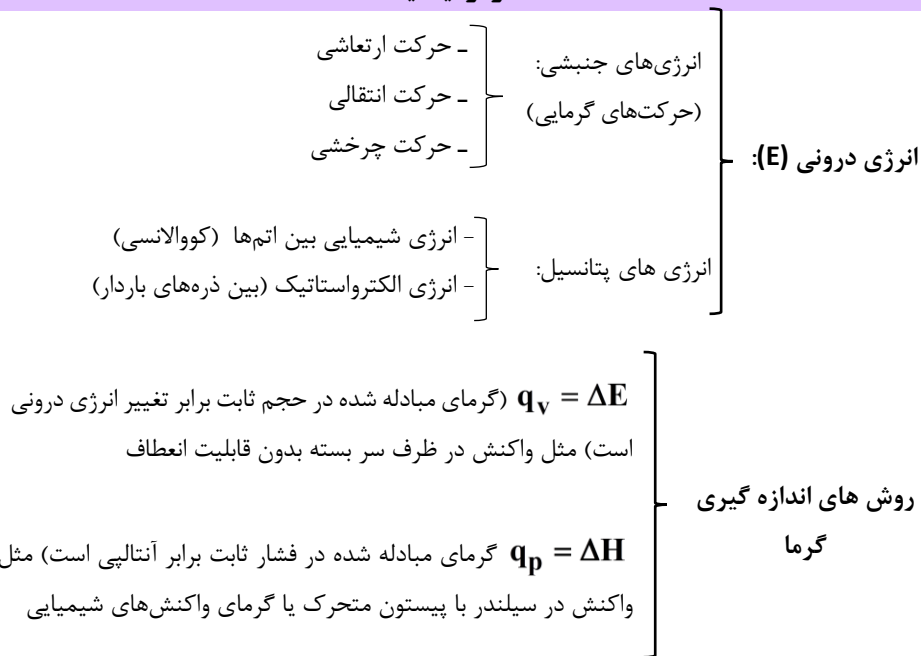 انرژی درونی (E):
انرژی‌های جنبشی:
(حرکت‌های گرمایی)
ـ حرکت ارتعاشی
ـ حرکت انتقالی
ـ حرکت چرخشی
انرژی های پتانسیل:
- انرژی شیمیایی بین اتم‌ها (کووالانسی)
- انرژی الکترواستاتیک (بین ذره‌های باردار)
روش های اندازه گیری
گرما
qv = ΔE (گرمای مبادله شده در حجم ثابت برابر تغییر انرژی درونی
است) مثل واکنش در ظرف سر بسته بدون قابلیت انعطاف
qp = ΔH گرمای مبادله شده در فشار ثابت برابر آنتالپی است) مثل
واکنش در سیلندر با پیستون متحرک یا گرمای واکنش‌های شیمیایی